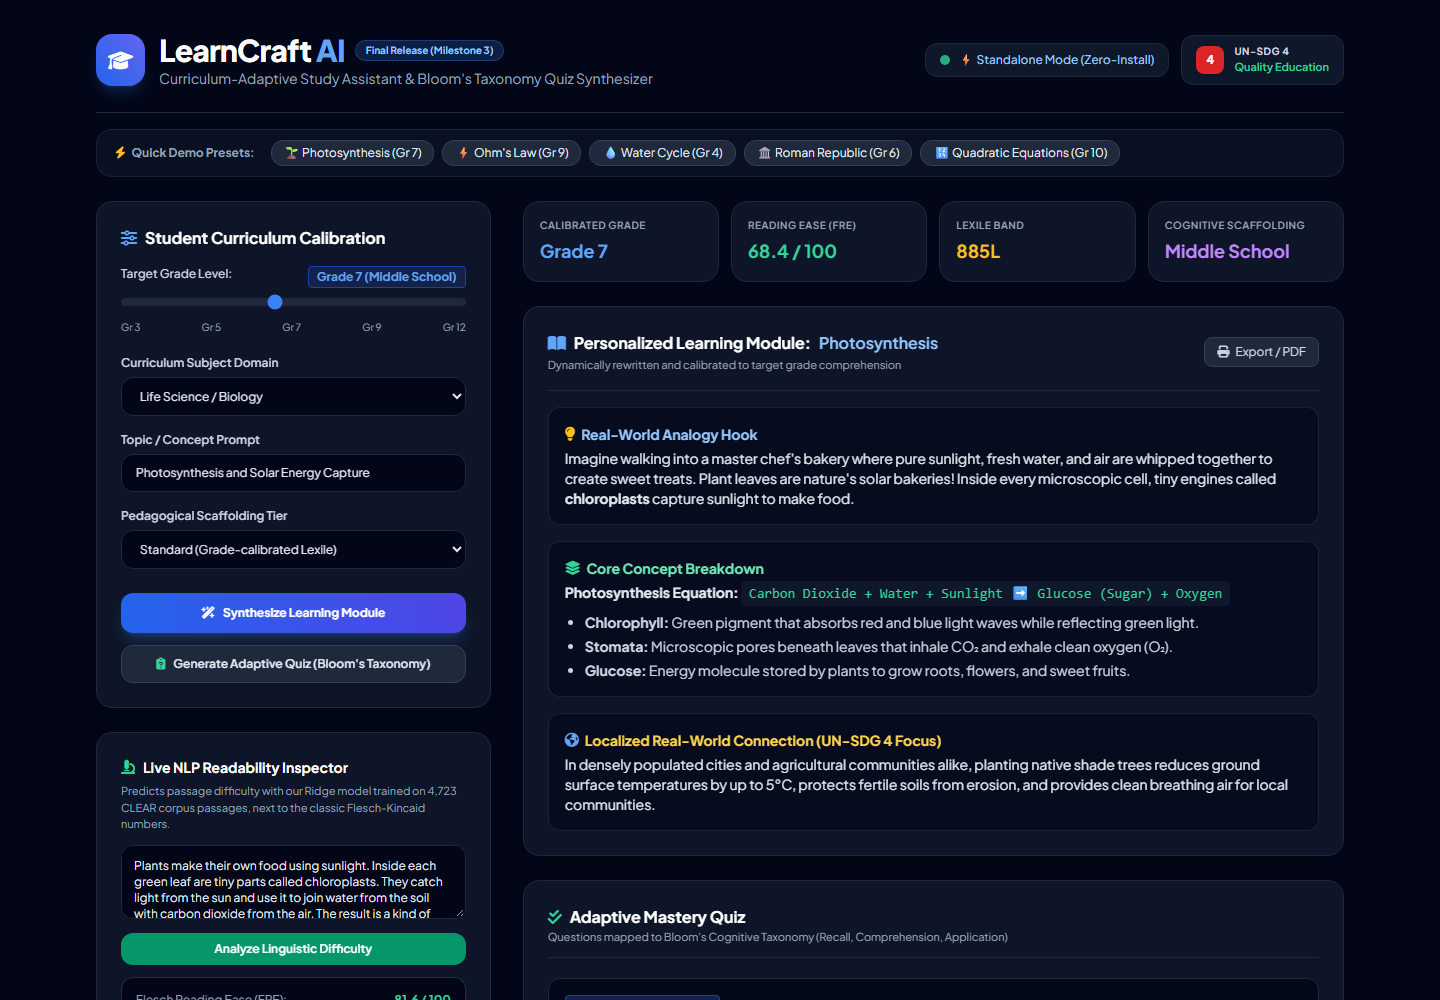 LearnCraft AI
Final Release (Milestone 3)
Curriculum-Adaptive Study Assistant & Bloom's Taxonomy Quiz Synthesizer
Standalone Mode (Zero-Install)
4
UN-SDG 4
Quality Education
Quick Demo Presets:
Photosynthesis (Gr 7)
Ohm's Law (Gr 9)
Water Cycle (Gr 4)
Roman Republic (Gr 6)
Quadratic Equations (Gr 10)
Student Curriculum Calibration
Target Grade Level:
Grade 7 (Middle School)
Gr 3
Gr 5
Gr 7
Gr 9
Gr 12
Curriculum Subject Domain
Life Science / Biology
Topic / Concept Prompt
Photosynthesis and Solar Energy Capture
Pedagogical Scaffolding Tier
Standard (Grade-calibrated Lexile)
Synthesize Learning Module
Generate Adaptive Quiz (Bloom's Taxonomy)
Live NLP Readability Inspector
Predicts passage difficulty with our Ridge model trained on 4,723
CLEAR corpus passages, next to the classic Flesch-Kincaid
numbers.
Plants make their own food using sunlight. Inside each
green leaf are tiny parts called chloroplasts. They catch
light from the sun and use it to join water from the soil
with carbon dioxide from the air. The result is a kind of
Analyze Linguistic Difficulty
Flesch Reading Ease (FRE):
81.6 / 100
CALIBRATED GRADE
Grade 7
READING EASE (FRE)
68.4 / 100
LEXILE BAND
885L
COGNITIVE SCAFFOLDING
Middle School
Personalized Learning Module: Photosynthesis
Dynamically rewritten and calibrated to target grade comprehension
Export / PDF
Real-World Analogy Hook
Imagine walking into a master chef's bakery where pure sunlight, fresh water, and air are whipped together to
create sweet treats. Plant leaves are nature's solar bakeries! Inside every microscopic cell, tiny engines called
chloroplasts capture sunlight to make food.
Core Concept Breakdown
Photosynthesis Equation: Carbon Dioxide + Water + Sunlight ➡ Glucose (Sugar) + Oxygen
• Chlorophyll: Green pigment that absorbs red and blue light waves while reflecting green light.
• Stomata: Microscopic pores beneath leaves that inhale CO₂ and exhale clean oxygen (O₂).
• Glucose: Energy molecule stored by plants to grow roots, flowers, and sweet fruits.
Localized Real-World Connection (UN-SDG 4 Focus)
In densely populated cities and agricultural communities alike, planting native shade trees reduces ground
surface temperatures by up to 5°C, protects fertile soils from erosion, and provides clean breathing air for local
communities.
Adaptive Mastery Quiz
Questions mapped to Bloom's Cognitive Taxonomy (Recall, Comprehension, Application)